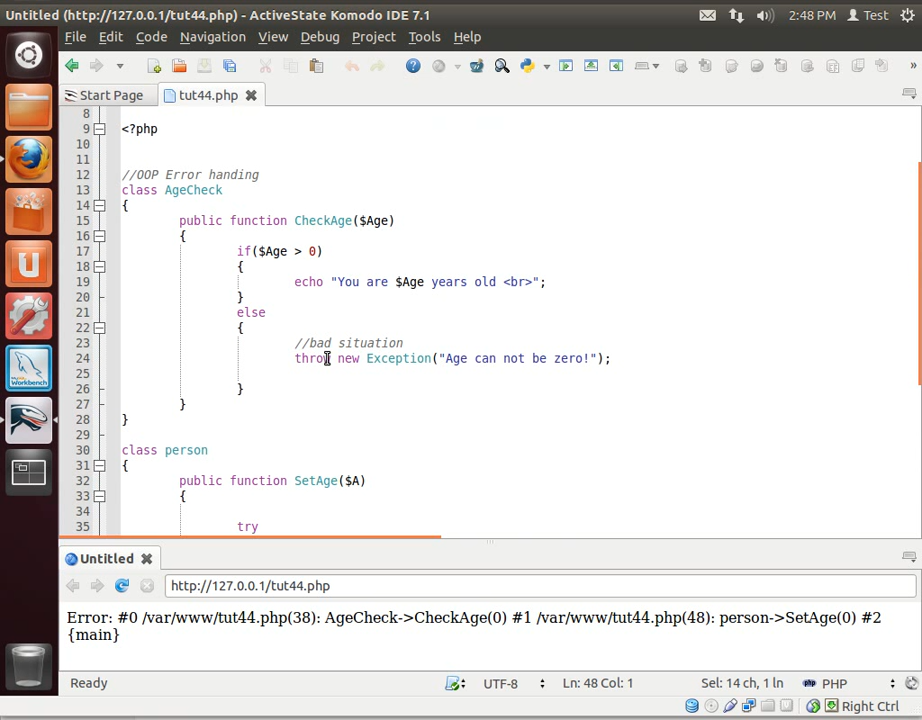 Untitled (http://127.0.0.1/tut44.php) - ActiveState Komodo IDE 7.1
2:48 PM Test
File Edit Code Navigation View Debug Project Tools Help
Start Page tut44.php
8
9 <?php
10
11
12 //OOP Error handing
13 class AgeCheck
14 {
15 public function CheckAge($Age)
16 {
17 if($Age > 0)
18 {
19 echo "You are $Age years old <br>";
20 }
21 else
22 {
23 //bad situation
24 throw new Exception("Age can not be zero!");
25
26 }
27 }
28 }
29
30 class person
31 {
32 public function SetAge($A)
33 {
34
35 try
Untitled
http://127.0.0.1/tut44.php
Error: #0 /var/www/tut44.php(38): AgeCheck->CheckAge(0) #1 /var/www/tut44.php(48): person->SetAge(0) #2
{main}
Ready UTF-8 Ln: 48 Col: 1 Sel: 14 ch, 1 ln PHP
Right Ctrl